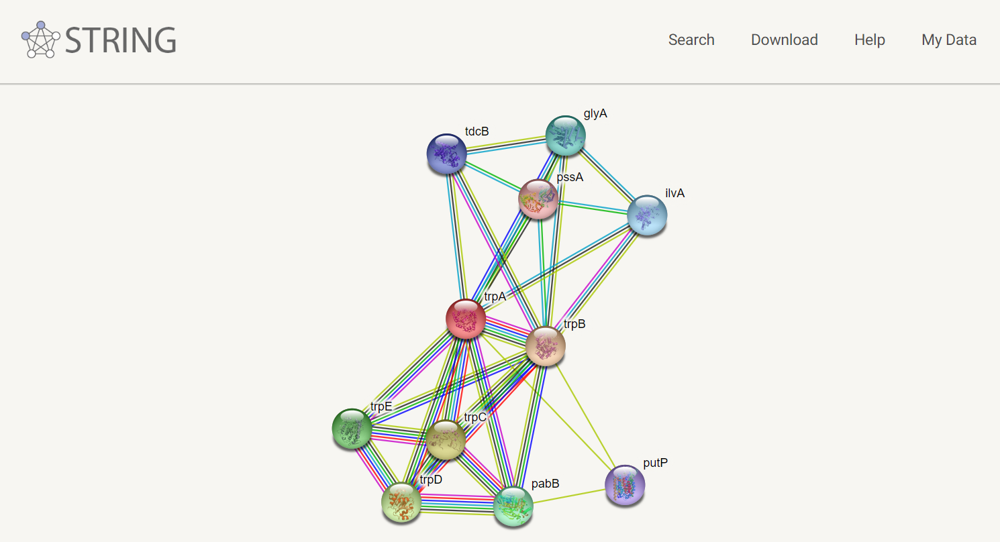 STRING
Search Download Help My Data
glyA
tdcB
pssA
ilvA
trpA
trpB
trpE
trpC
putP
trpD
pabB